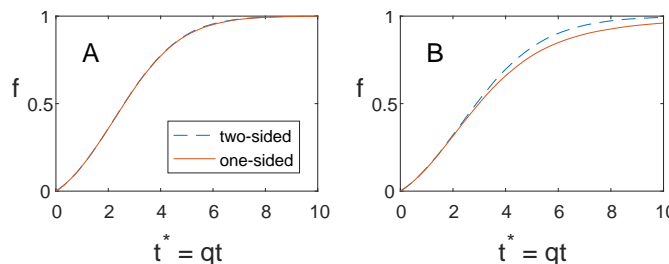 A
f
1
0.5
0
0 2 4 6 8 10
t* = qt
two-sided
one-sided
B
f
1
0.5
0
0 2 4 6 8 10
t* = qt